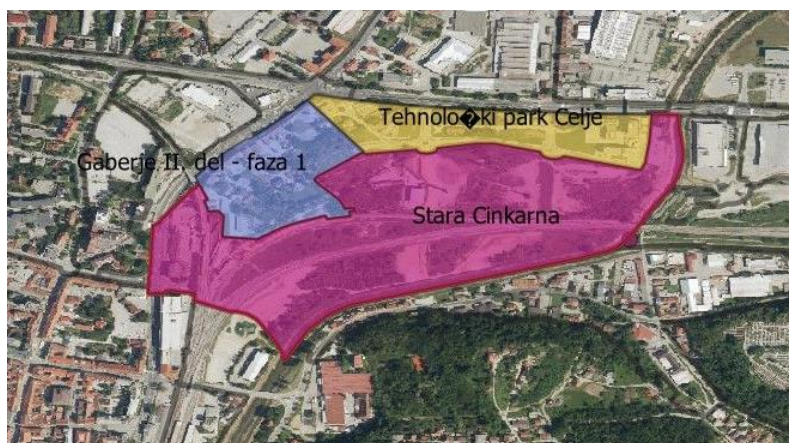 Tehnolo�ki park Celje
Gaberje II. del - faza 1
Stara Cinkarna